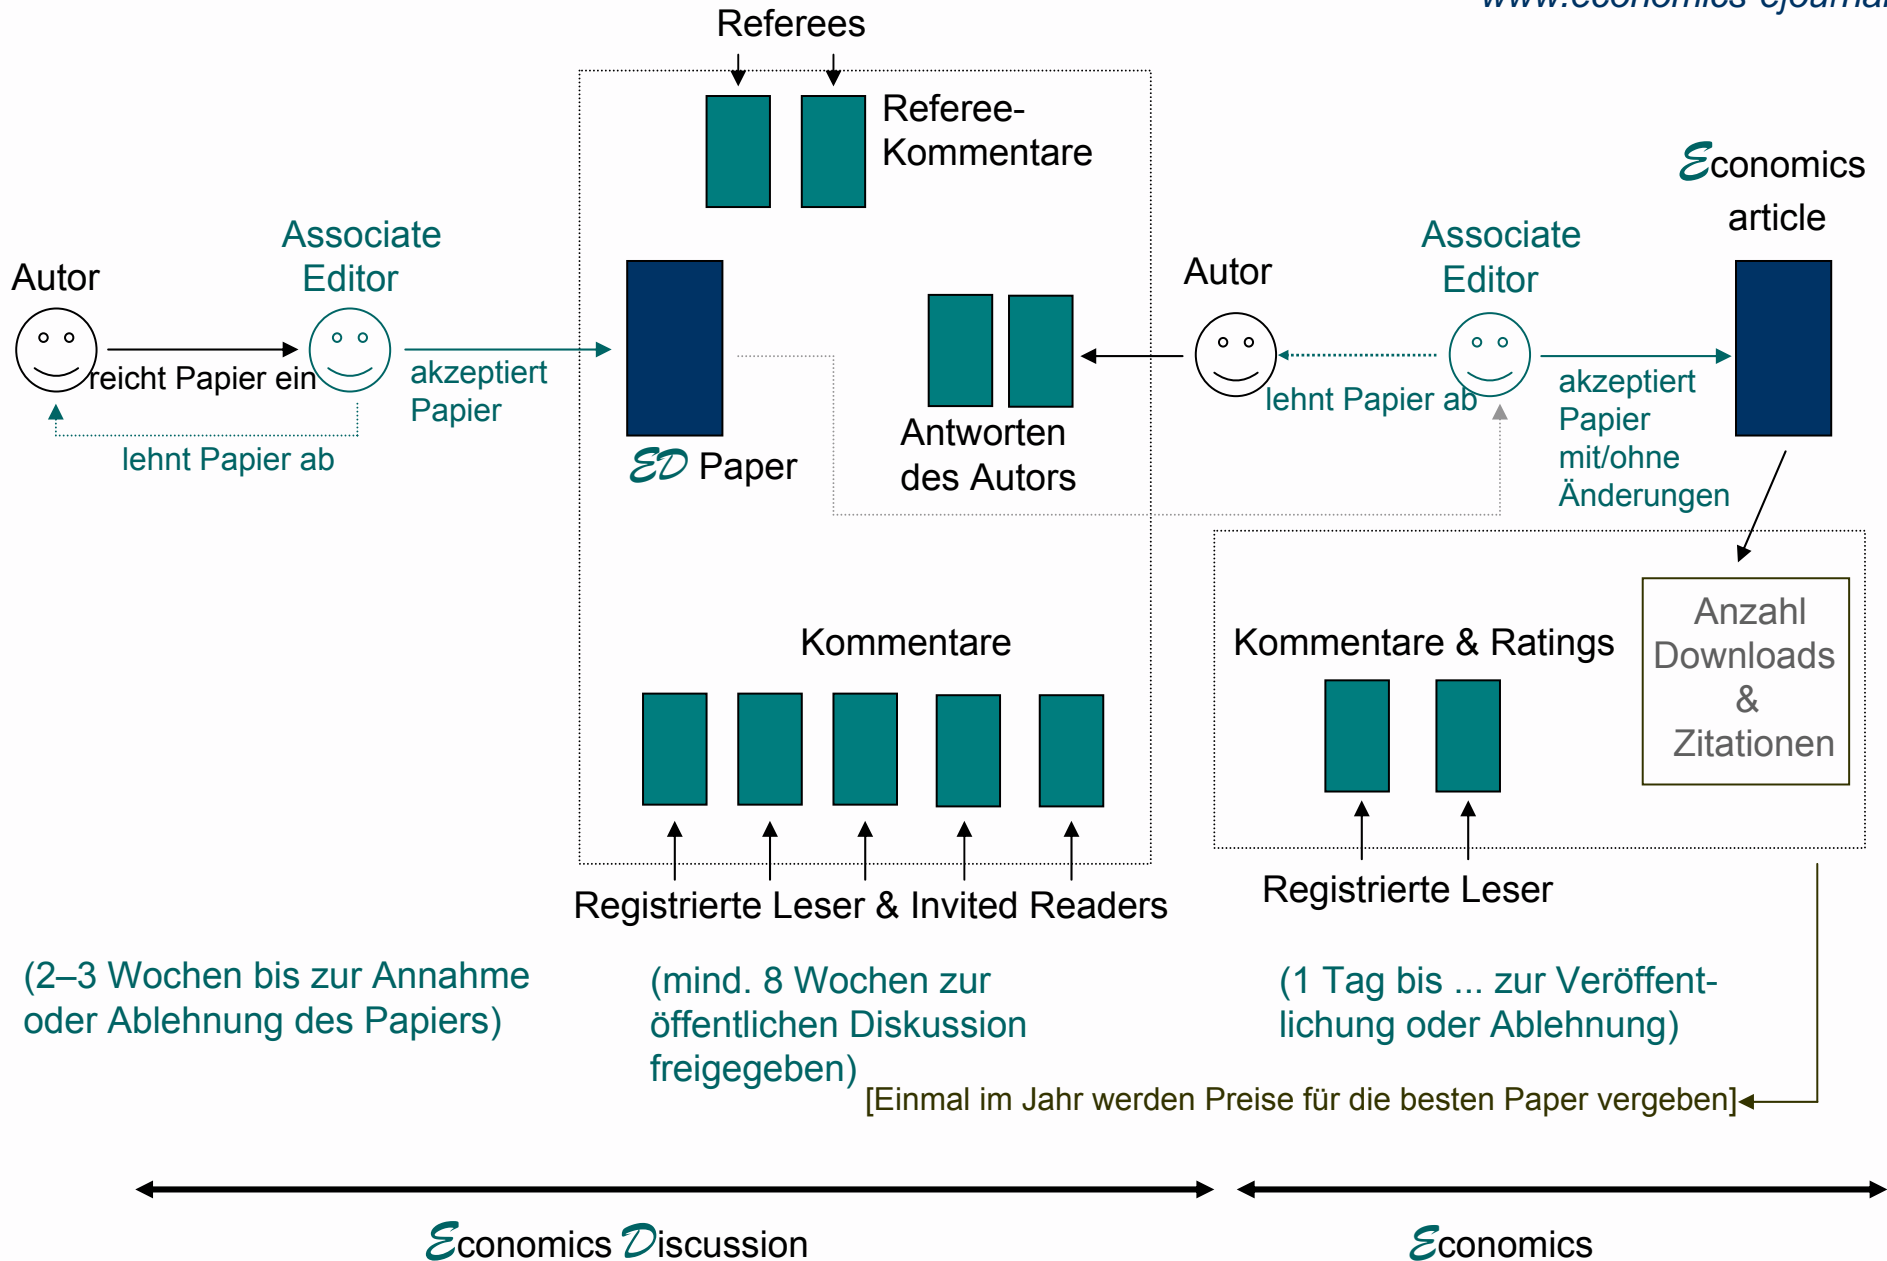 www.economics-ejournal
Referees
Referee-
Kommentare
Economics
article
Associate
Editor
Autor
reicht Papier ein
akzeptiert
Papier
lehnt Papier ab
ED Paper
Antworten
des Autors
Autor
Associate
Editor
lehnt Papier ab
akzeptiert
Papier
mit/ohne
Änderungen
Kommentare
Registrierte Leser & Invited Readers
Kommentare & Ratings
Registrierte Leser
Anzahl
Downloads
&
Zitationen
(2–3 Wochen bis zur Annahme
oder Ablehnung des Papiers)
(mind. 8 Wochen zur
öffentlichen Diskussion
freigegeben)
(1 Tag bis ... zur Veröffent-
lichung oder Ablehnung)
[Einmal im Jahr werden Preise für die besten Paper vergeben]
Economics Discussion
Economics